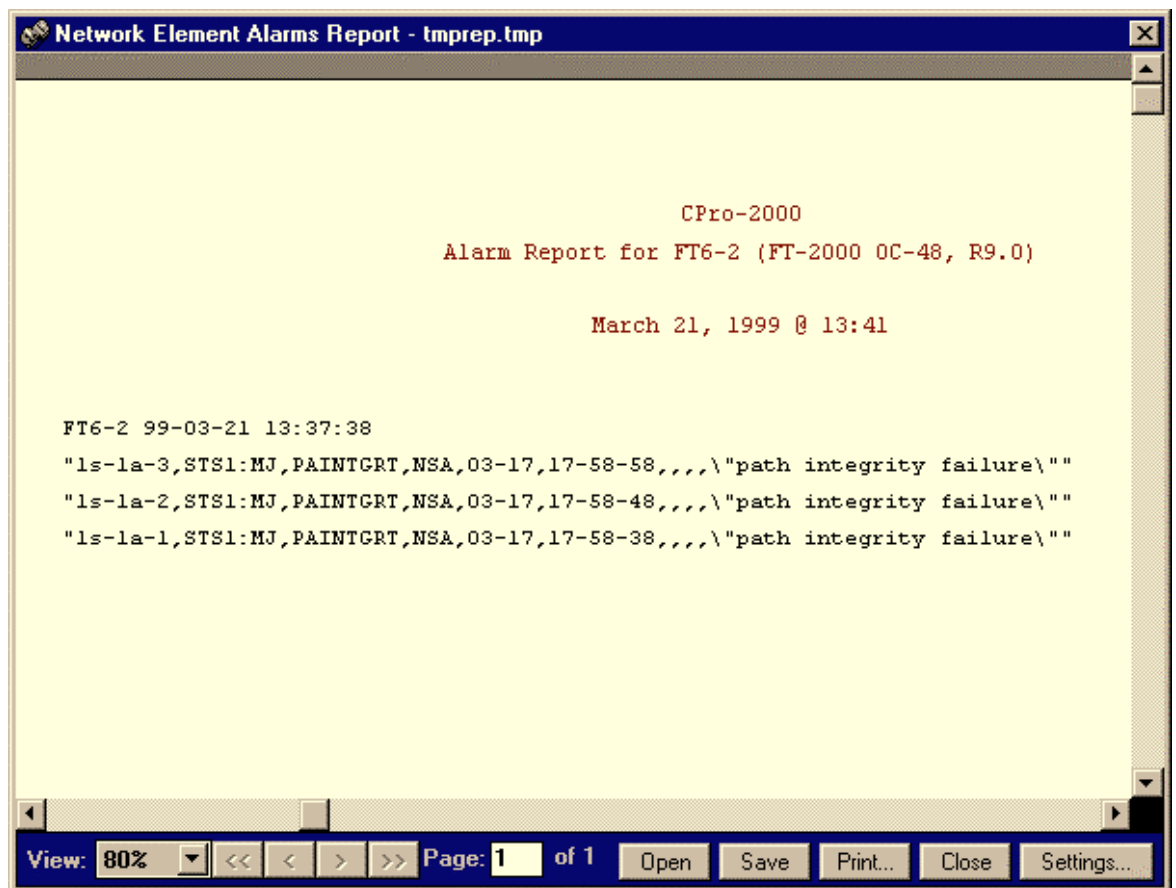 Network Element Alarms Report - tmprep.tmp
CPro-2000
Alarm Report for FT6-2 (FT-2000 OC-48, R9.0)
March 21, 1999 @ 13:41
FT6-2 99-03-21 13:37:38
"ls-la-3,STS1:MJ,PAINTGRT,NSA,03-17,17-58-58,,,,\"path integrity failure\""
"ls-la-2,STS1:MJ,PAINTGRT,NSA,03-17,17-58-48,,,,\"path integrity failure\""
"ls-la-1,STS1:MJ,PAINTGRT,NSA,03-17,17-58-38,,,,\"path integrity failure\""
View: 80% << < > >> Page: 1 of 1 Open Save Print... Close Settings...